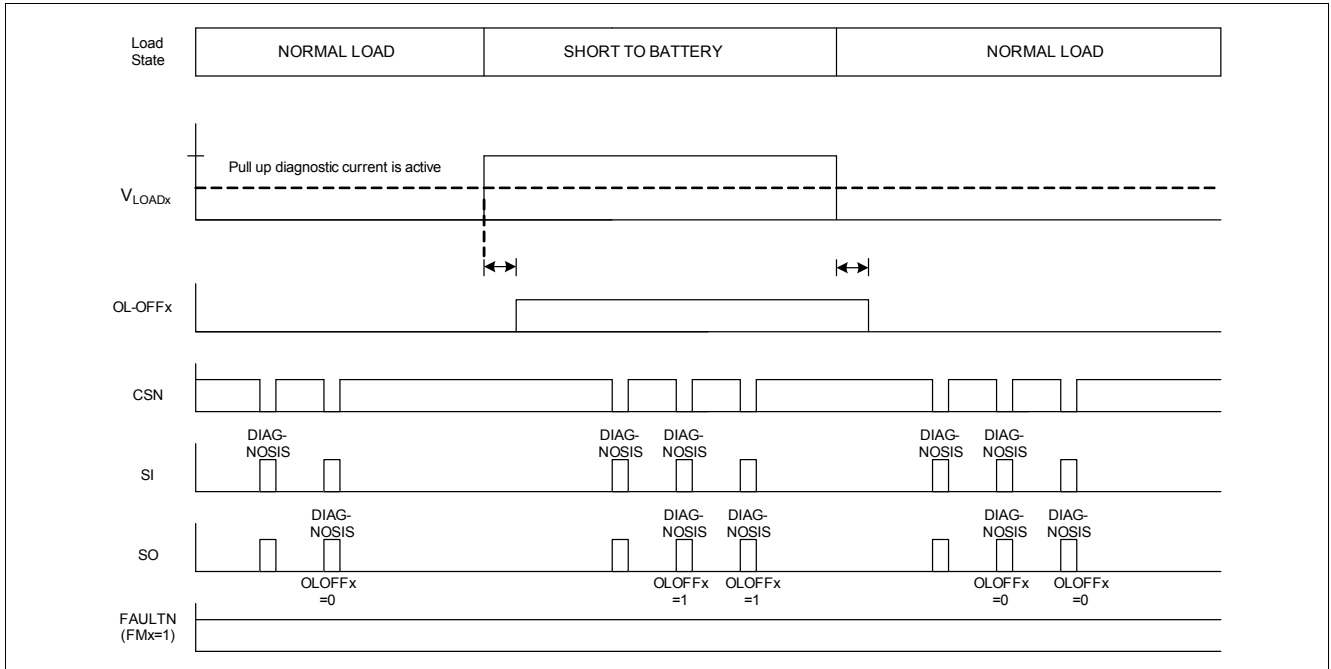 Load
State
NORMAL LOAD
SHORT TO BATTERY
NORMAL LOAD
Pull up diagnostic current is active
VLOADx
OL-OFFx
CSN
DIAG-
NOSIS
DIAG-
NOSIS
DIAG-
NOSIS
DIAG-
NOSIS
DIAG-
NOSIS
SI
DIAG-
NOSIS
DIAG-
NOSIS
DIAG-
NOSIS
DIAG-
NOSIS
DIAG-
NOSIS
SO
OLOFFx
=0
OLOFFx
=1
OLOFFx
=1
OLOFFx
=0
OLOFFx
=0
FAULTN
(FMx=1)